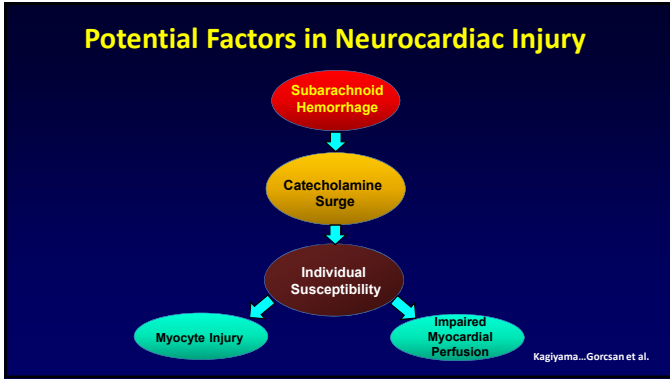 Potential Factors in Neurocardiac Injury
Subarachnoid
Hemorrhage
Catecholamine
Surge
Individual
Susceptibility
Myocyte Injury
Impaired
Myocardial
Perfusion
Kagiyama...Gorcsan et al.